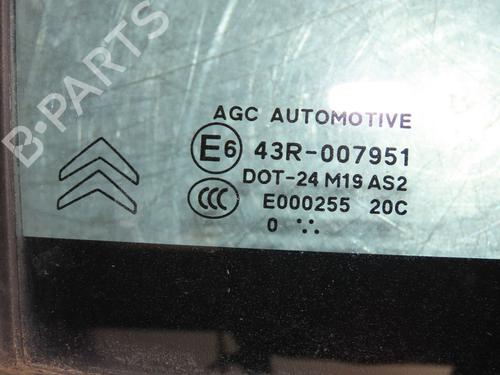 B-PARTS
AGC AUTOMOTIVE
E6 43R-007951
DOT-24 M19 AS2
CCC E000255 20C
0